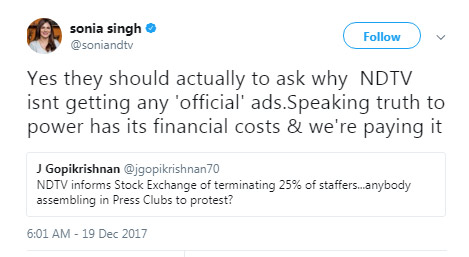 sonia singh
@soniandtv
Follow
Yes they should actually to ask why NDTV
isnt getting any 'official' ads.Speaking truth to
power has its financial costs & we're paying it
J Gopikrishnan @jgopikrishnan70
NDTV informs Stock Exchange of terminating 25% of staffers...anybody
assembling in Press Clubs to protest?
6:01 AM - 19 Dec 2017